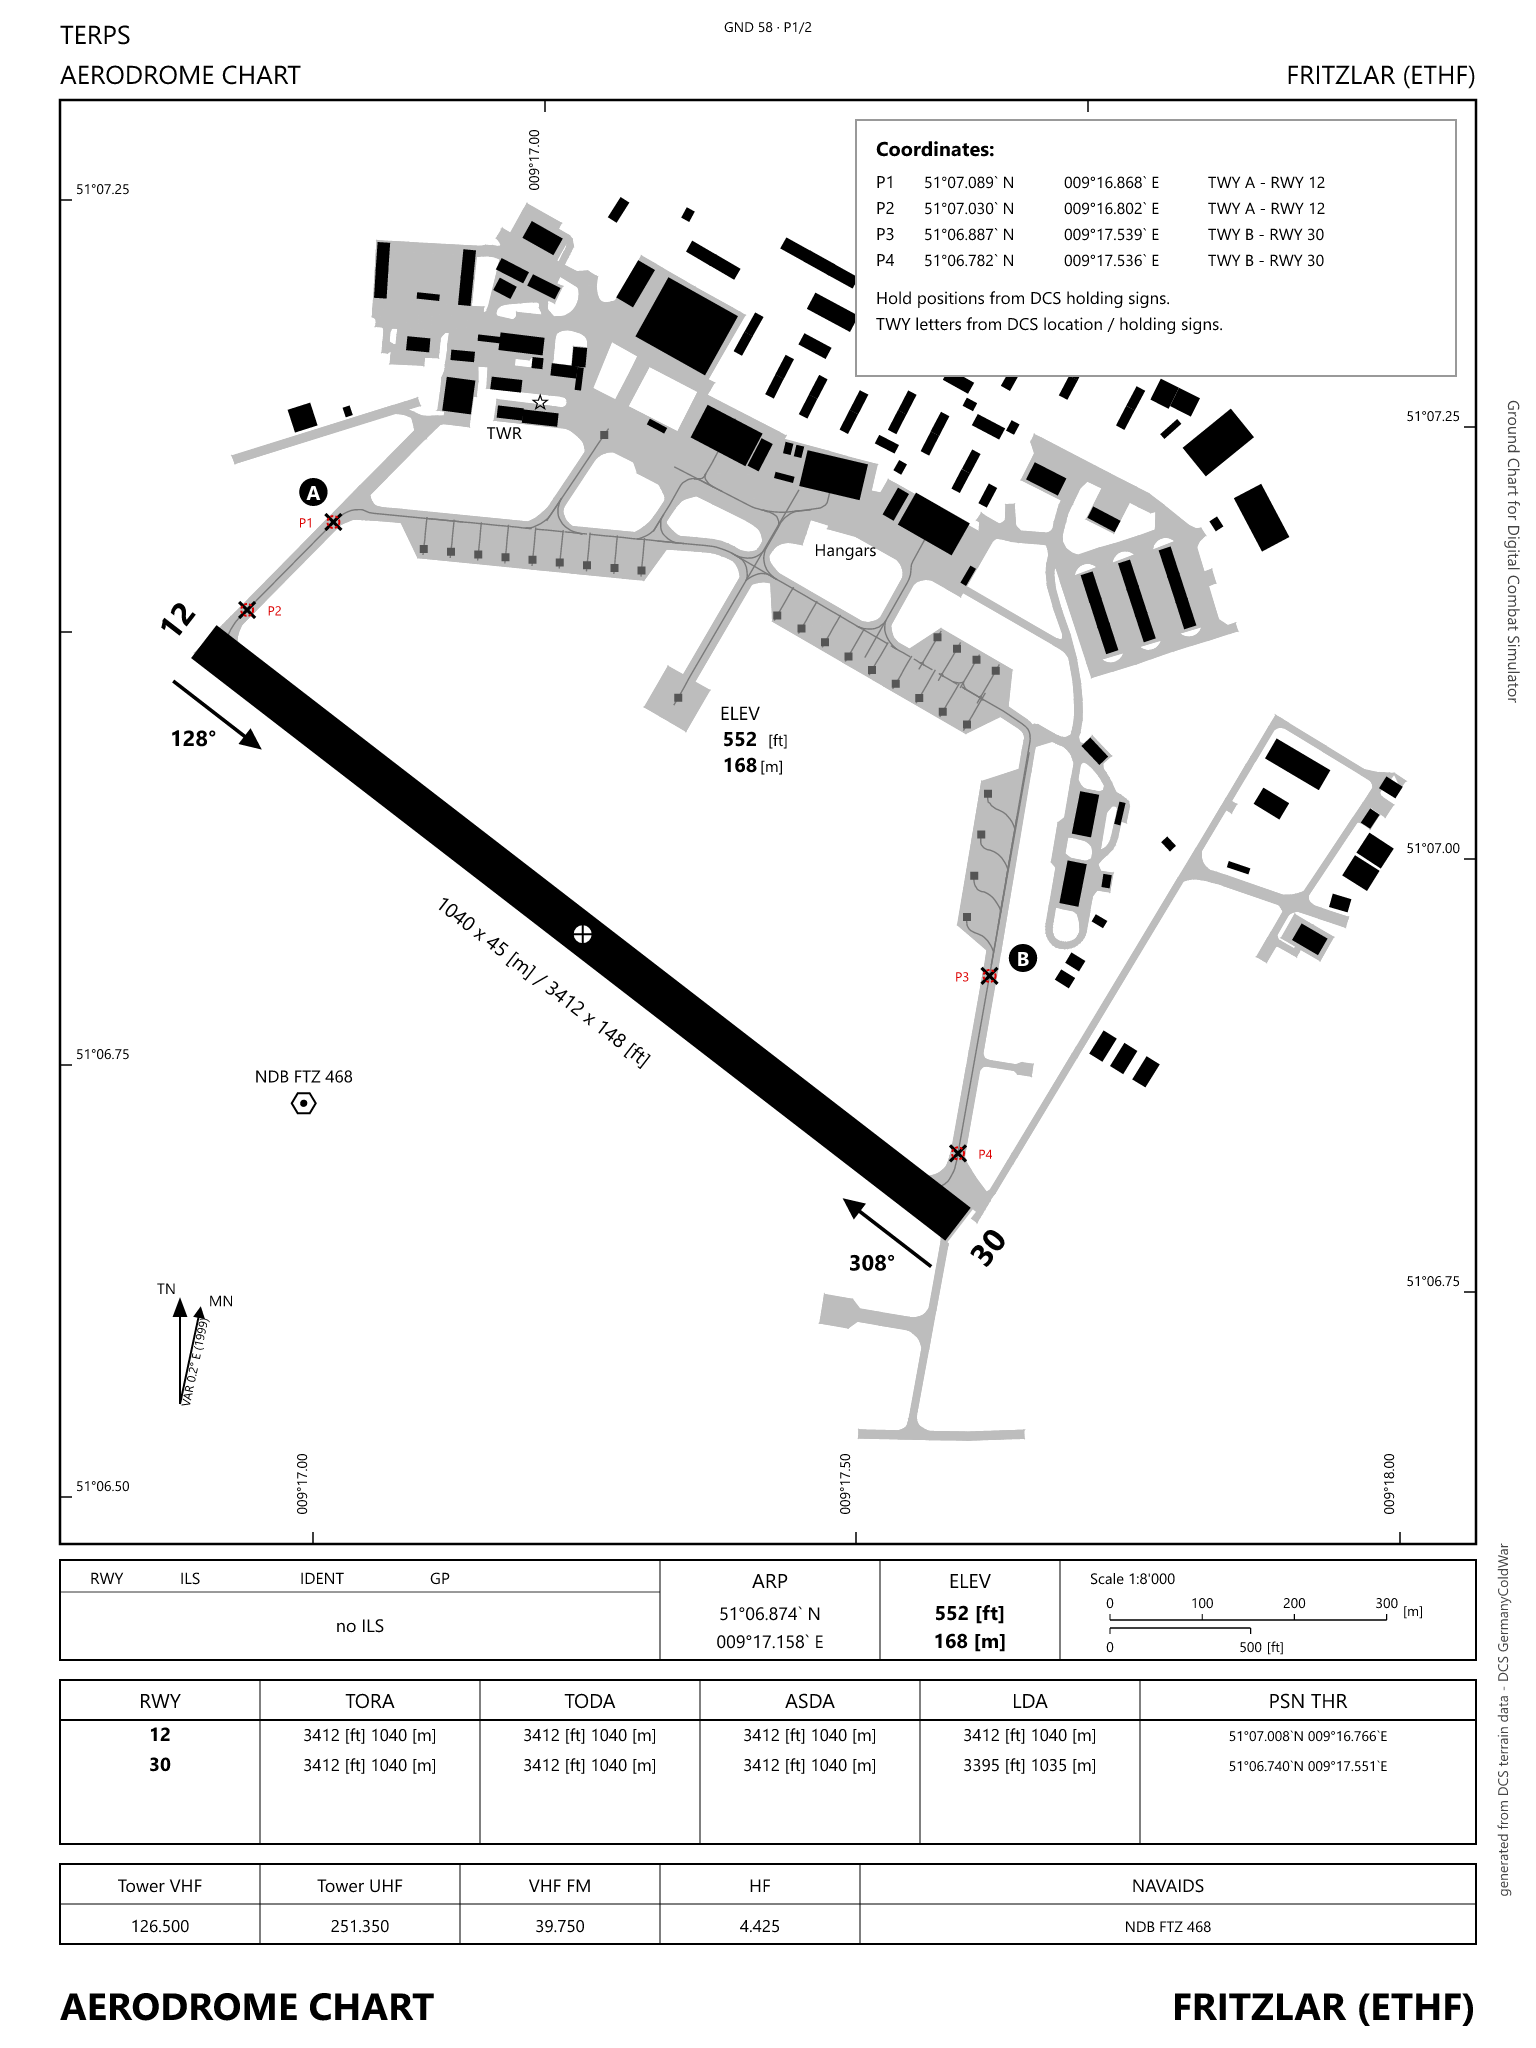 GND 58 · P1/2
TERPS
AERODROME CHART
FRITZLAR (ETHF)
009°17.00
51°07.25
Coordinates:
P1 51°07.089` N 009°16.868` E TWY A - RWY 12
P2 51°07.030` N 009°16.802` E TWY A - RWY 12
P3 51°06.887` N 009°17.539` E TWY B - RWY 30
P4 51°06.782` N 009°17.536` E TWY B - RWY 30
Hold positions from DCS holding signs.
TWY letters from DCS location / holding signs.
51°07.25
Ground Chart for Digital Combat Simulator
TWR
A
P1
Hangars
12
P2
128°
ELEV
552 [ft]
168 [m]
51°07.00
1040 x 45 [m] / 3412 x 148 [ft]
B
P3
51°06.75
NDB FTZ 468
P4
30
308°
51°06.75
TN
MN
VAR 0.2° E (1999)
51°06.50
009°17.00
009°17.50
009°18.00
RWY ILS IDENT GP
no ILS
ARP
51°06.874` N
009°17.158` E
ELEV
552 [ft]
168 [m]
Scale 1:8'000
0 100 200 300 [m]
0 500 [ft]
generated from DCS terrain data - DCS GermanyColdWar
RWY TORA TODA ASDA LDA PSN THR
12 3412 [ft] 1040 [m] 3412 [ft] 1040 [m] 3412 [ft] 1040 [m] 3412 [ft] 1040 [m] 51°07.008`N 009°16.766`E
30 3412 [ft] 1040 [m] 3412 [ft] 1040 [m] 3412 [ft] 1040 [m] 3395 [ft] 1035 [m] 51°06.740`N 009°17.551`E
Tower VHF Tower UHF VHF FM HF NAVAIDS
126.500 251.350 39.750 4.425 NDB FTZ 468
AERODROME CHART
FRITZLAR (ETHF)